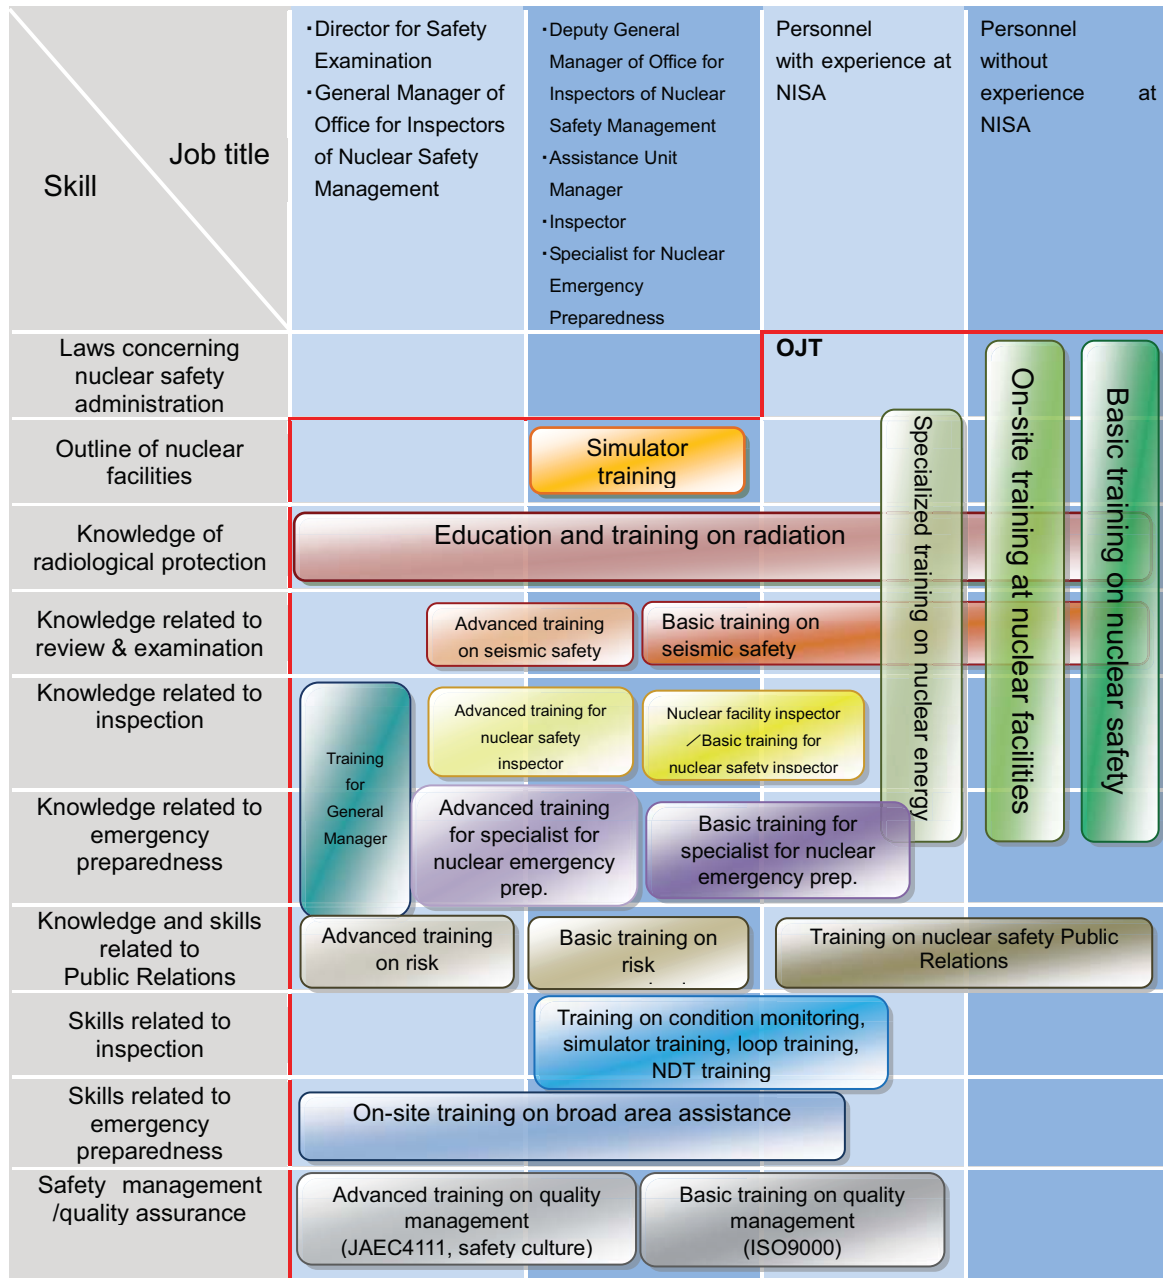 Job title
Skill
・Director for Safety
Examination
・General Manager of
Office for Inspectors
of Nuclear Safety
Management
・Deputy General
Manager of Office for
Inspectors of Nuclear
Safety Management
・Assistance Unit
Manager
・Inspector
・Specialist for Nuclear
Emergency
Preparedness
Personnel
with experience at
NISA
Personnel
without
experience at
NISA
Laws concerning
nuclear safety
administration
OJT
Specialized training on nuclear energy
On-site training at nuclear facilities
Basic training on nuclear safety
Outline of nuclear
facilities
Simulator
training
Knowledge of
radiological protection
Education and training on radiation
Knowledge related to
review & examination
Advanced training
on seismic safety
Basic training on
seismic safety
Knowledge related to
inspection
Training
for
General
Manager
Advanced training for
nuclear safety
inspector
Nuclear facility inspector
／Basic training for
nuclear safety inspector
Knowledge related to
emergency
preparedness
Advanced training
for specialist for
nuclear emergency
prep.
Basic training for
specialist for nuclear
emergency prep.
Knowledge and skills
related to
Public Relations
Advanced training
on risk
Basic training on
risk
Training on nuclear safety Public
Relations
Skills related to
inspection
Training on condition monitoring,
simulator training, loop training,
NDT training
Skills related to
emergency
preparedness
On-site training on broad area assistance
Safety management
/quality assurance
Advanced training on quality
management
(JAEC4111, safety culture)
Basic training on quality
management
(ISO9000)